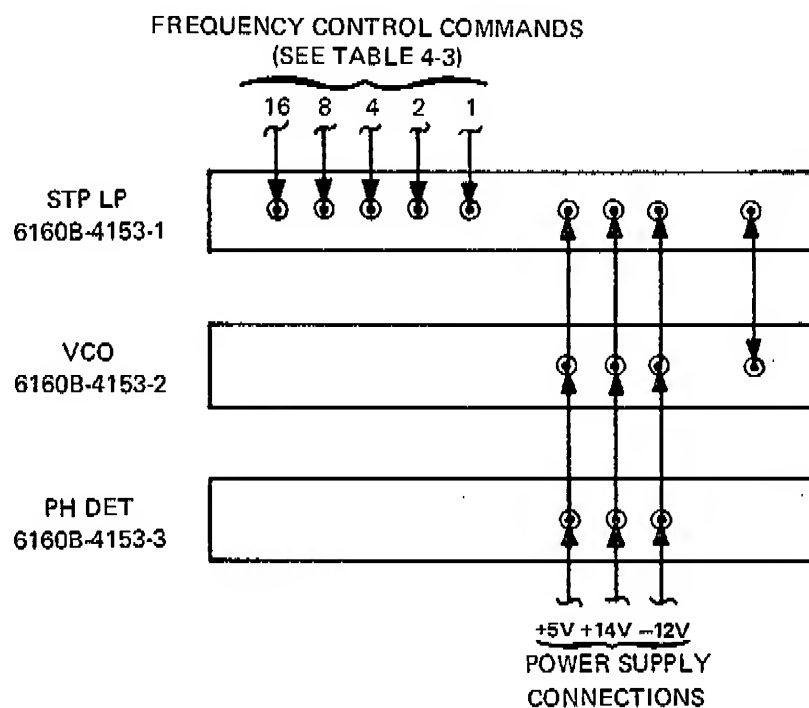 FREQUENCY CONTROL COMMANDS
(SEE TABLE 4-3)
16 8 4 2 1
STP LP
6160B-4153-1
VCO
6160B-4153-2
PH DET
6160B-4153-3
+5V +14V -12V
POWER SUPPLY
CONNECTIONS